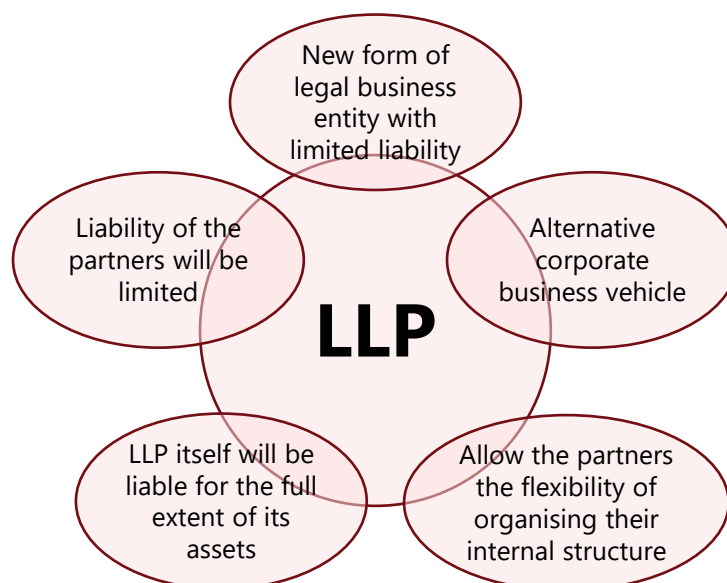 New form of
legal business
entity with
limited liability
Liability of the
partners will be
limited
Alternative
corporate
business vehicle
LLP
LLP itself will be
liable for the full
extent of its
assets
Allow the partners
the flexibility of
organising their
internal structure